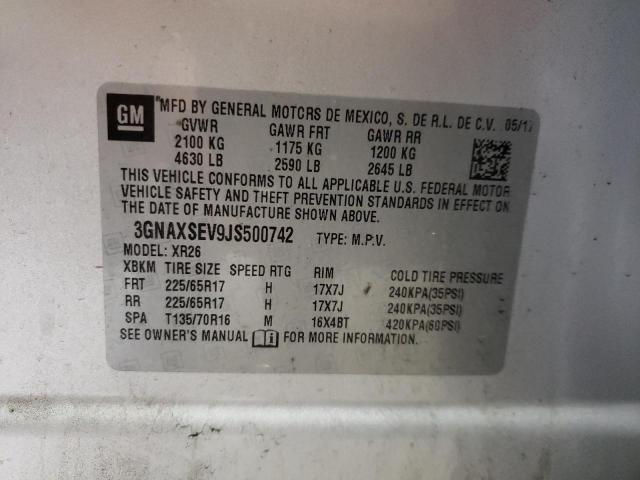 GM
MFD BY GENERAL MOTORS DE MEXICO, S. DE R.L. DE C.V. 05/17
GVWR GAWR FRT GAWR RR
2100 KG 1175 KG 1200 KG
4630 LB 2590 LB 2645 LB
THIS VEHICLE CONFORMS TO ALL APPLICABLE U.S. FEDERAL MOTOR
VEHICLE SAFETY AND THEFT PREVENTION STANDARDS IN EFFECT ON
THE DATE OF MANUFACTURE SHOWN ABOVE.
3GNAXSEV9JS500742 TYPE: M.P.V.
MODEL: XR26
XBKM TIRE SIZE SPEED RTG RIM COLD TIRE PRESSURE
FRT 225/65R17 H 17X7J 240KPA(35PSI)
RR 225/65R17 H 17X7J 240KPA(35PSI)
SPA T135/70R16 M 16X4BT 420KPA(60PSI)
SEE OWNER'S MANUAL FOR MORE INFORMATION.